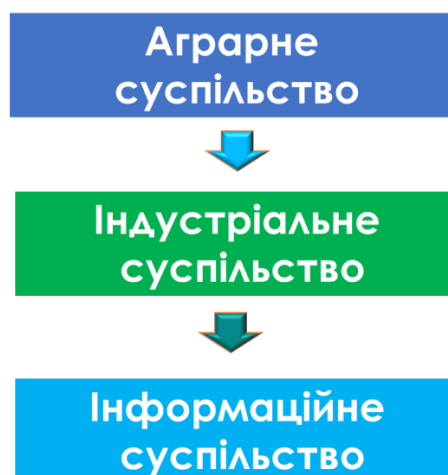 Аграрне
суспільство
Індустріальне
суспільство
Інформаційне
суспільство